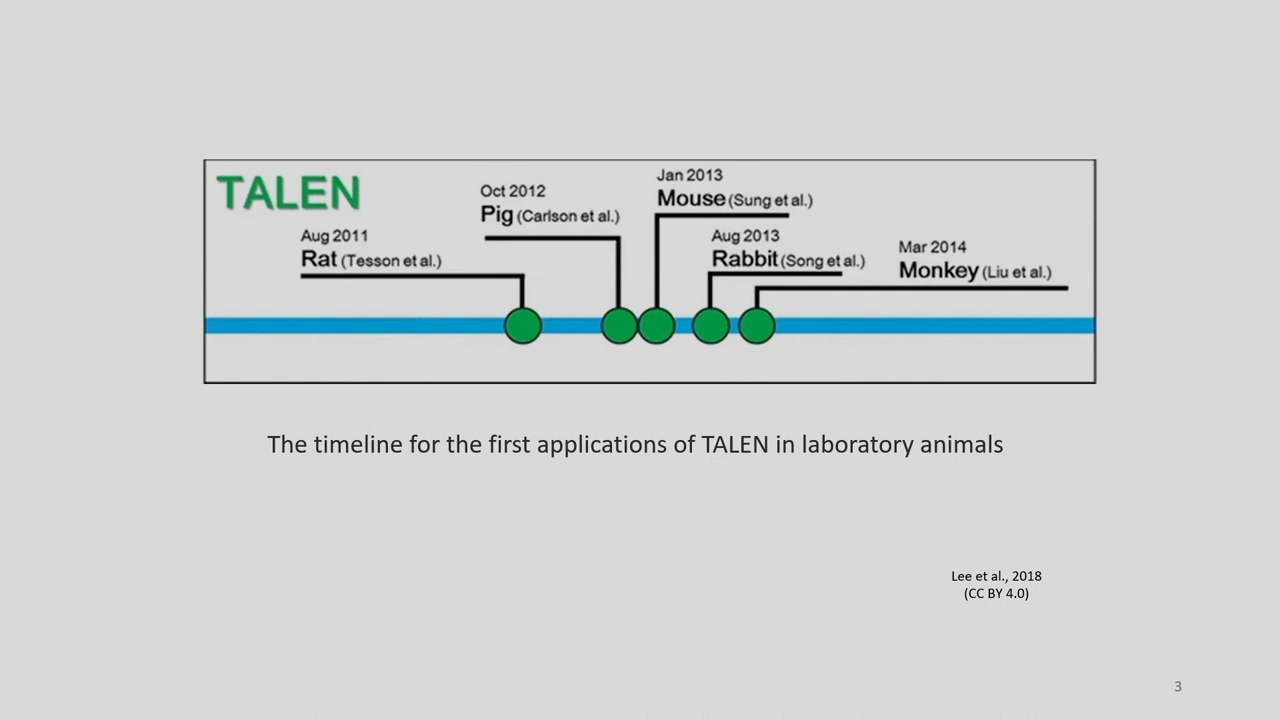 TALEN
Aug 2011
Rat (Tesson et al.)
Oct 2012
Pig (Carlson et al.)
Jan 2013
Mouse (Sung et al.)
Aug 2013
Rabbit (Song et al.)
Mar 2014
Monkey (Liu et al.)
The timeline for the first applications of TALEN in laboratory animals
Lee et al., 2018
(CC BY 4.0)
3